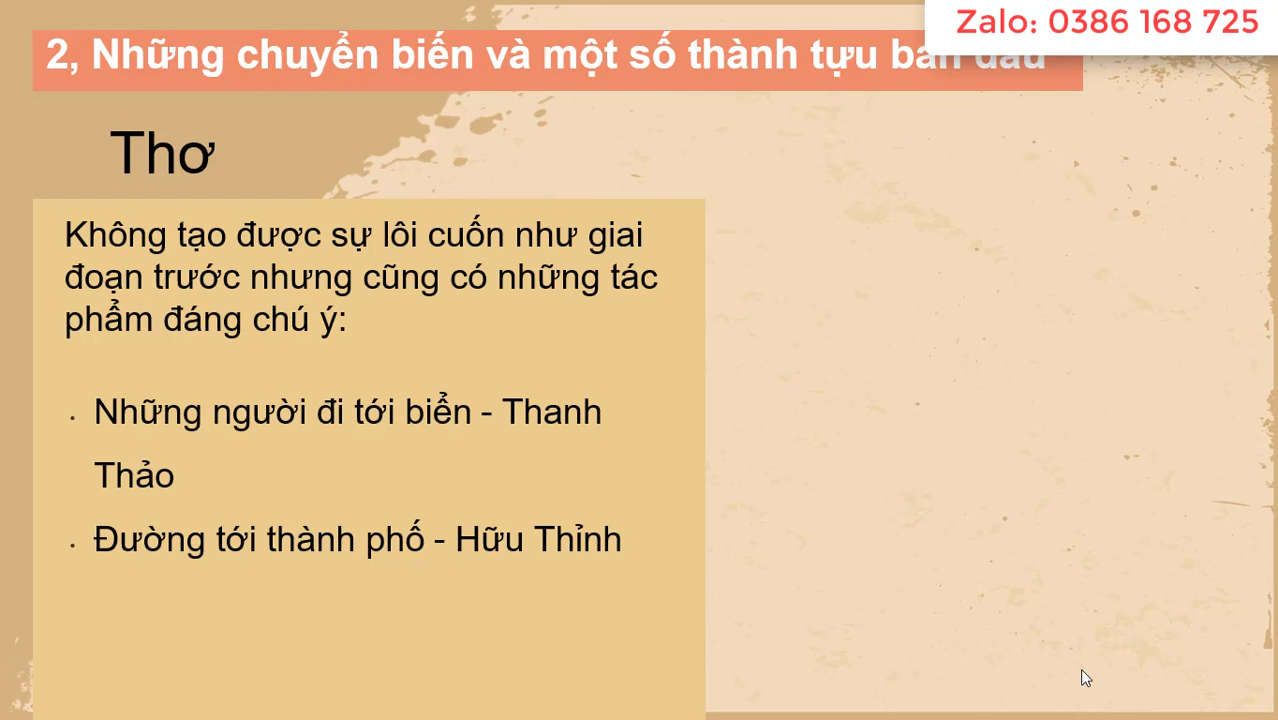 Zalo: 0386 168 725
2, Những chuyển biến và một số thành tựu ban đầu
Thơ
Không tạo được sự lôi cuốn như giai
đoạn trước nhưng cũng có những tác
phẩm đáng chú ý:
• Những người đi tới biển - Thanh
Thảo
• Đường tới thành phố - Hữu Thỉnh